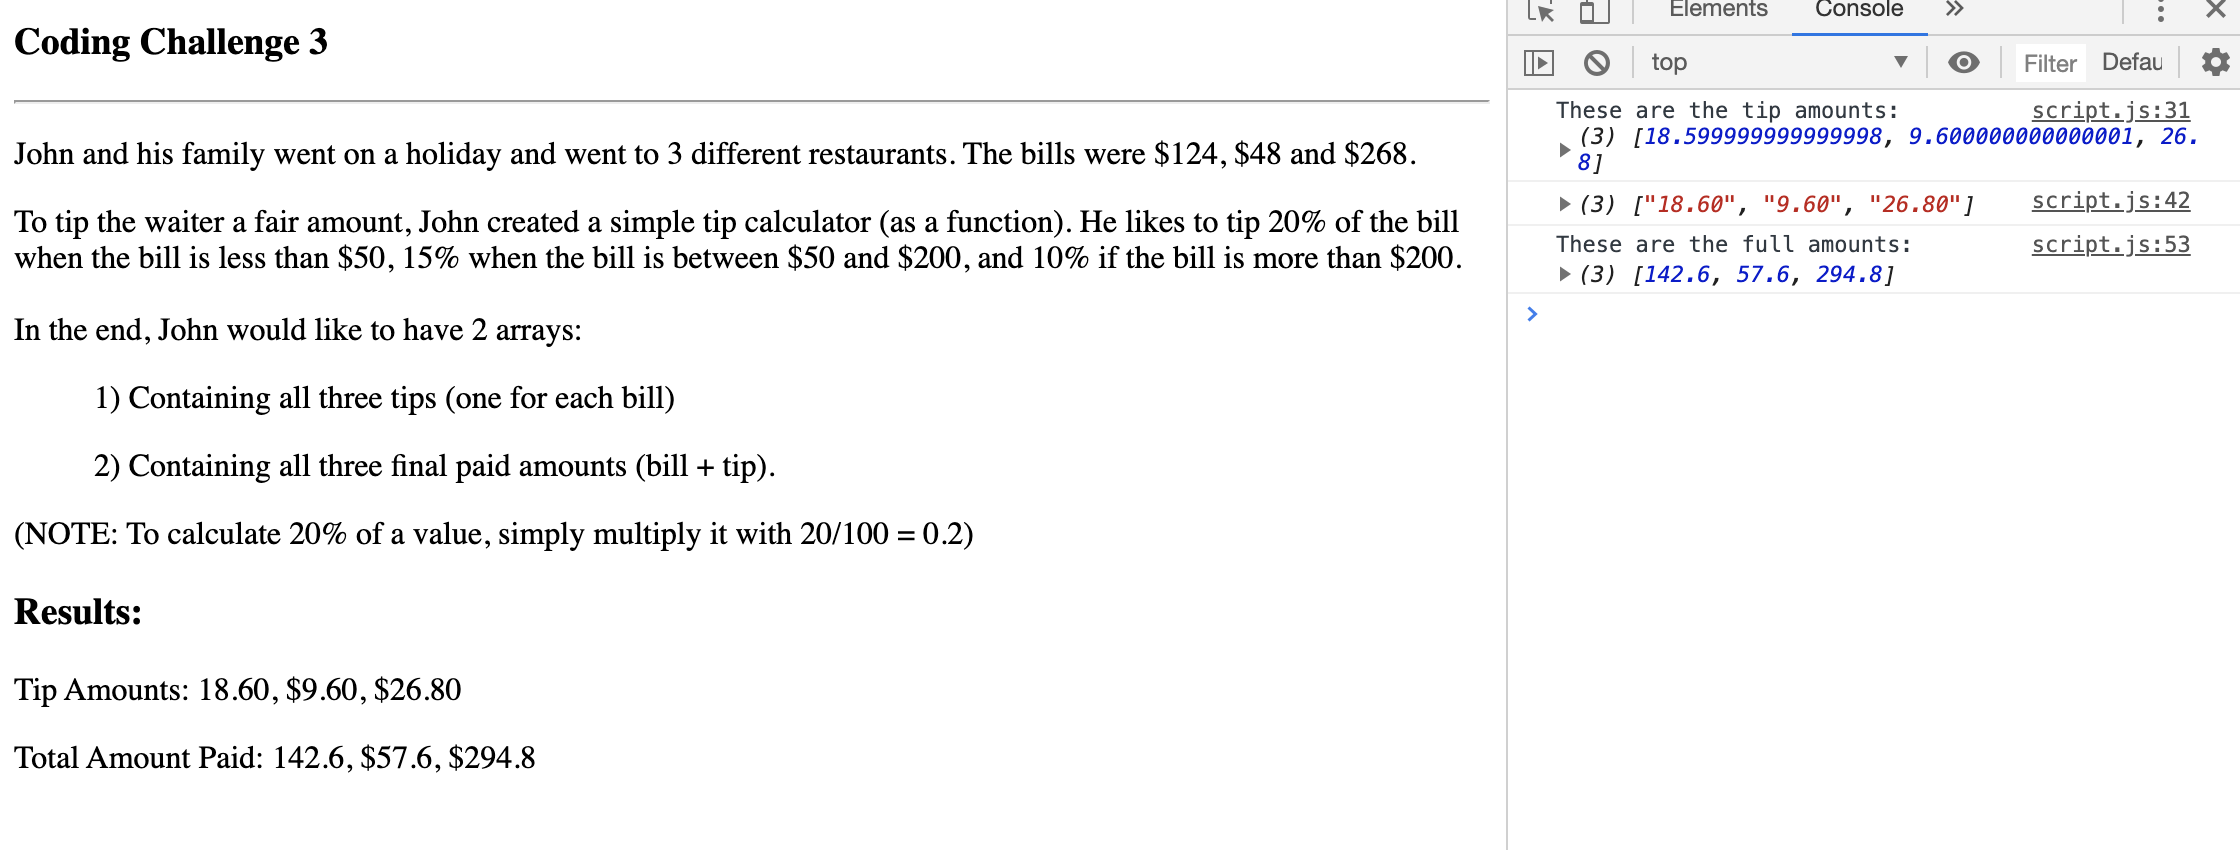 Coding Challenge 3
John and his family went on a holiday and went to 3 different restaurants. The bills were $124, $48 and $268.
To tip the waiter a fair amount, John created a simple tip calculator (as a function). He likes to tip 20% of the bill
when the bill is less than $50, 15% when the bill is between $50 and $200, and 10% if the bill is more than $200.
In the end, John would like to have 2 arrays:
1) Containing all three tips (one for each bill)
2) Containing all three final paid amounts (bill + tip).
(NOTE: To calculate 20% of a value, simply multiply it with 20/100 = 0.2)
Results:
Tip Amounts: 18.60, $9.60, $26.80
Total Amount Paid: 142.6, $57.6, $294.8
Elements Console
top Filter Defau
These are the tip amounts: script.js:31
(3) [18.599999999999998, 9.600000000000001, 26.
8]
(3) ["18.60", "9.60", "26.80"] script.js:42
These are the full amounts: script.js:53
(3) [142.6, 57.6, 294.8]